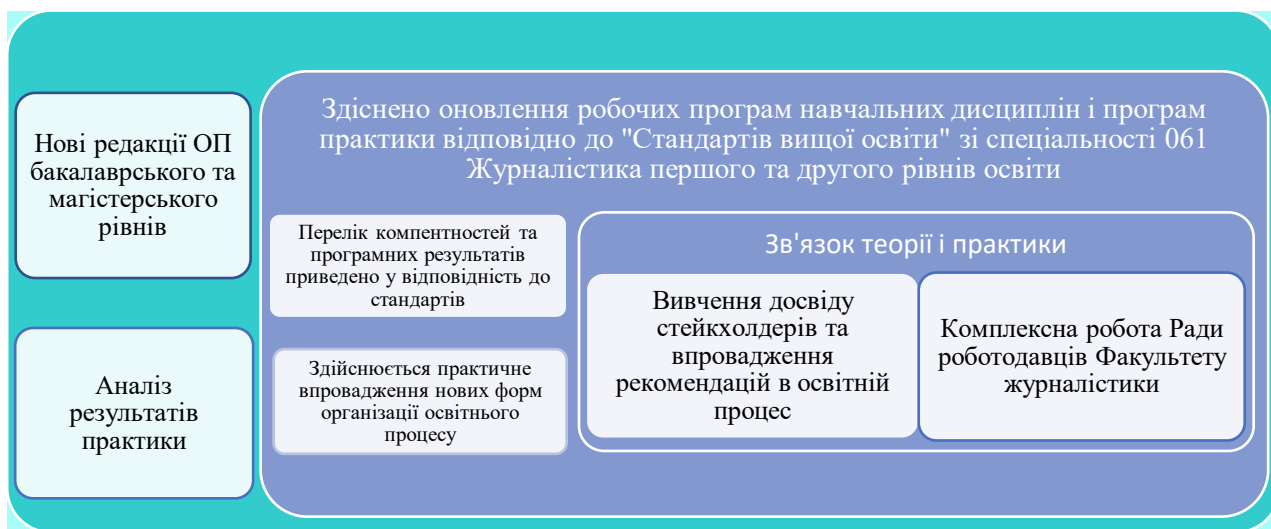 Нові редакції ОП
бакалаврського та
магістерського
рівнів
Аналіз
результатів
практики
Здіснено оновлення робочих програм навчальних дисциплін і програм
практики відповідно до "Стандартів вищої освіти" зі спеціальності 061
Журналістика першого та другого рівнів освіти
Перелік компентностей та
програмних результатів
приведено у відповідність до
стандартів
Здійснюється практичне
впровадження нових форм
організації освітнього
процесу
Зв'язок теорії і практики
Вивчення досвіду
стейкхолдерів та
впровадження
рекомендацій в освітній
процес
Комплексна робота Ради
роботодавців Факультету
журналістики